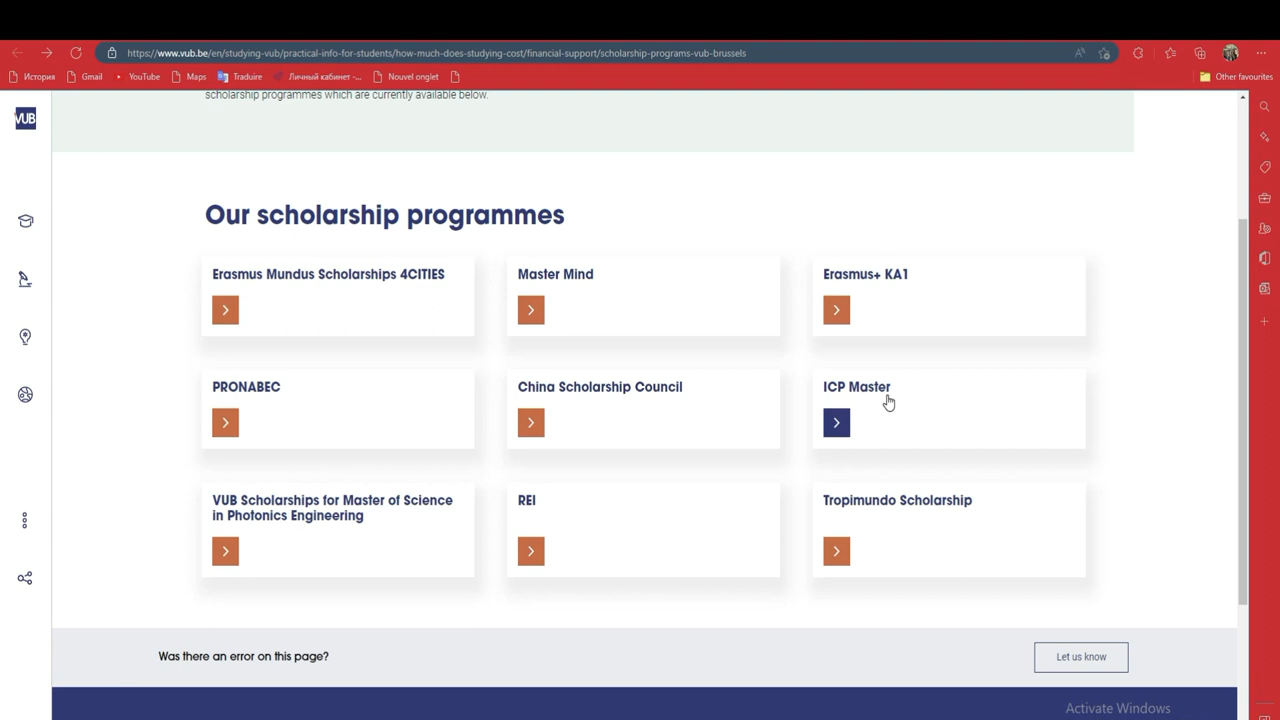 https://www.vub.be/en/studying-vub/practical-info-for-students/how-much-does-studying-cost/financial-support/scholarship-programs-vub-brussels
История Gmail YouTube Maps Traduire Личный кабинет -... Nouvel onglet Other favourites
VUB
scholarship programmes which are currently available below.
Our scholarship programmes
Erasmus Mundus Scholarships 4CITIES
Master Mind
Erasmus+ KA1
PRONABEC
China Scholarship Council
ICP Master
VUB Scholarships for Master of Science
in Photonics Engineering
REI
Tropimundo Scholarship
Was there an error on this page?
Let us know
Activate Windows